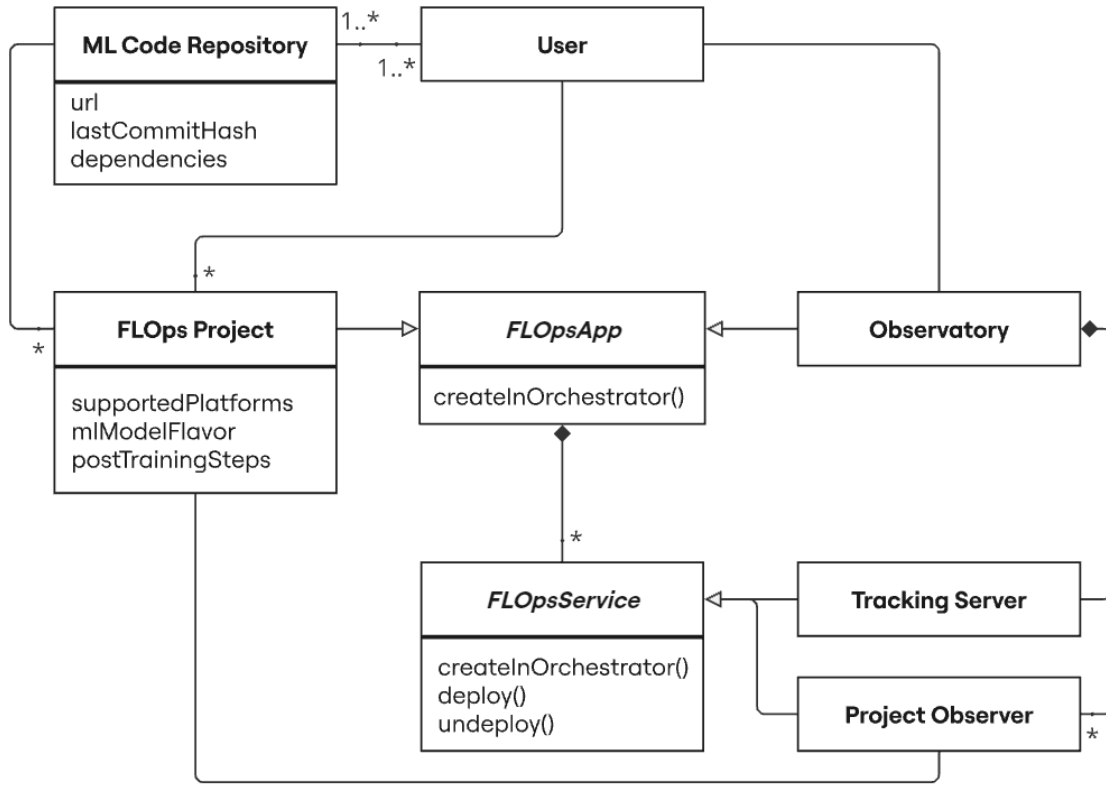 ML Code Repository
1..*
User
1..*
url
lastCommitHash
dependencies
*
FLOps Project
FLOpsApp
Observatory
*
createInOrchestrator()
supportedPlatforms
mlModelFlavor
postTrainingSteps
*
FLOpsService
Tracking Server
createInOrchestrator()
deploy()
undeploy()
Project Observer
*